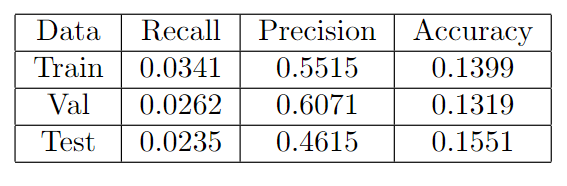 Data Recall Precision Accuracy
Train 0.0341 0.5515 0.1399
Val 0.0262 0.6071 0.1319
Test 0.0235 0.4615 0.1551